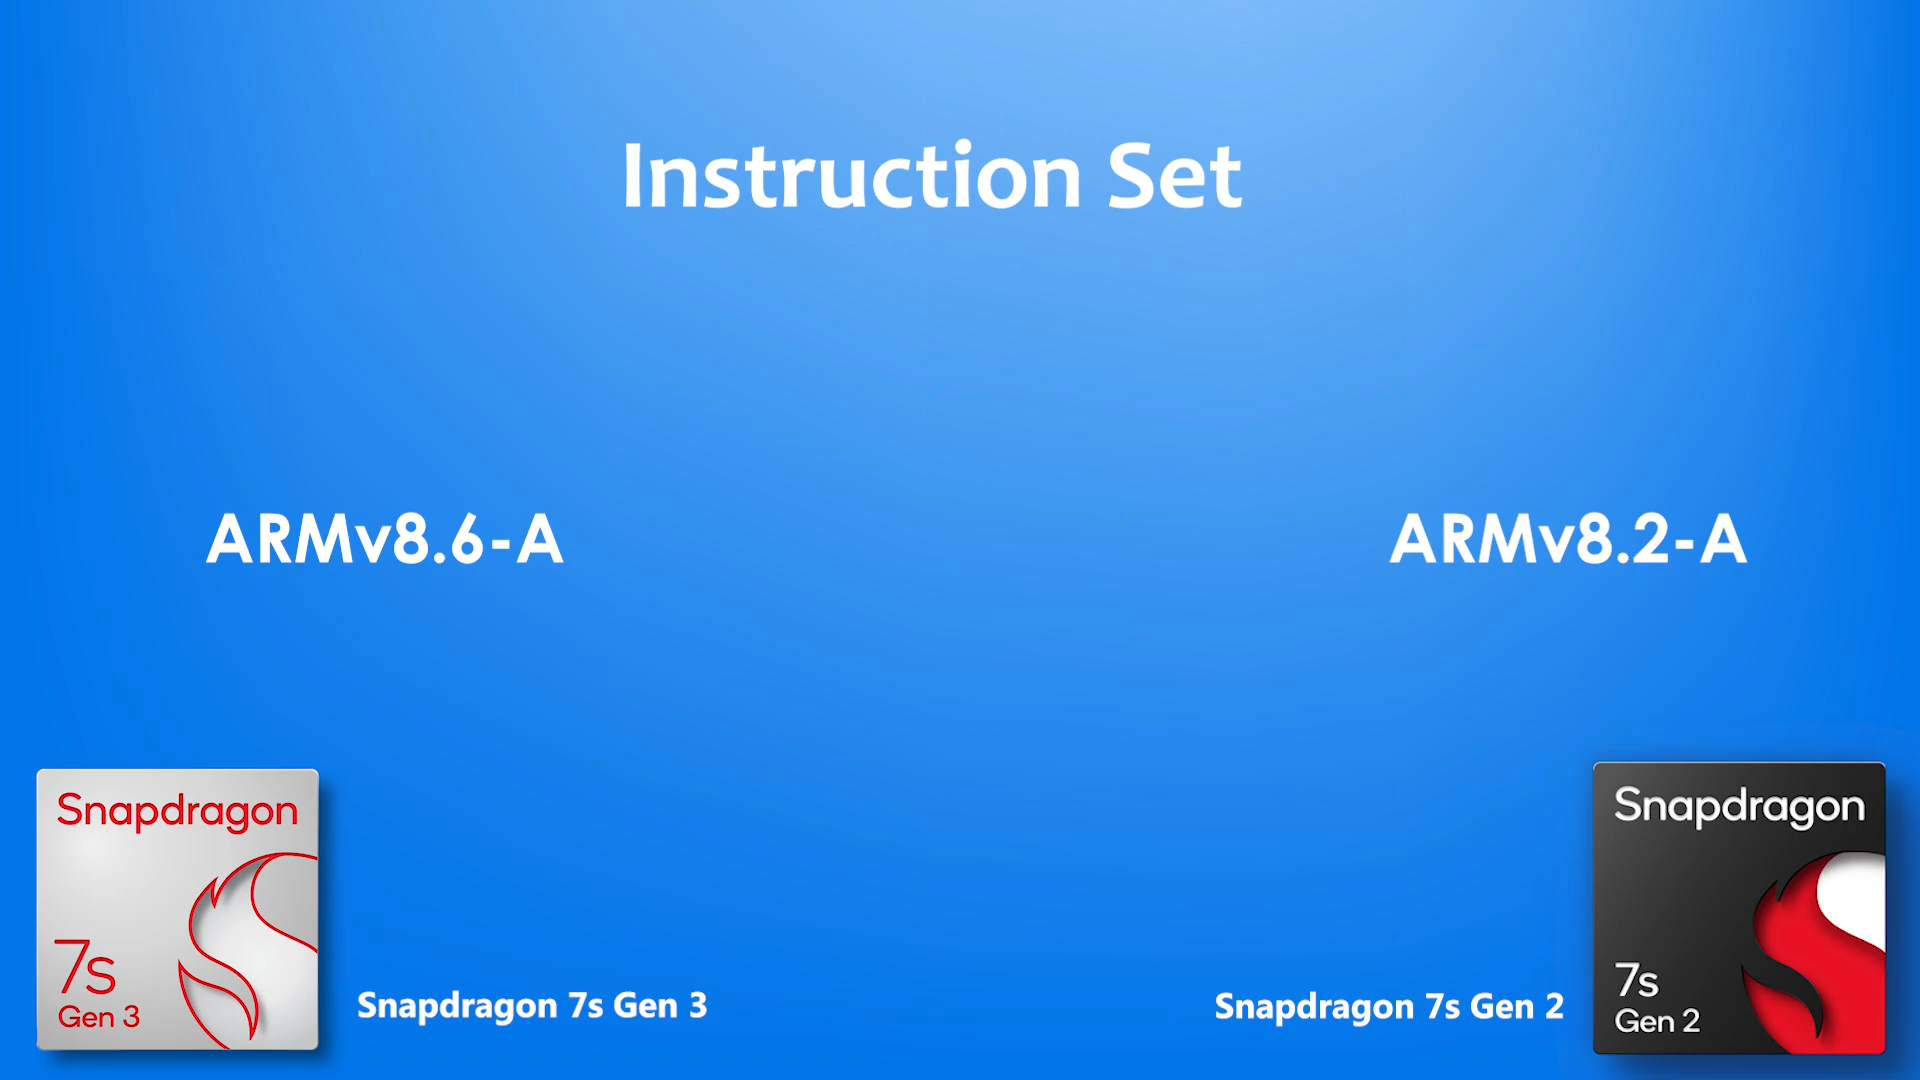 Instruction Set
ARMv8.6-A
ARMv8.2-A
Snapdragon
7s
Gen 3
Snapdragon 7s Gen 3
Snapdragon 7s Gen 2
Snapdragon
7s
Gen 2